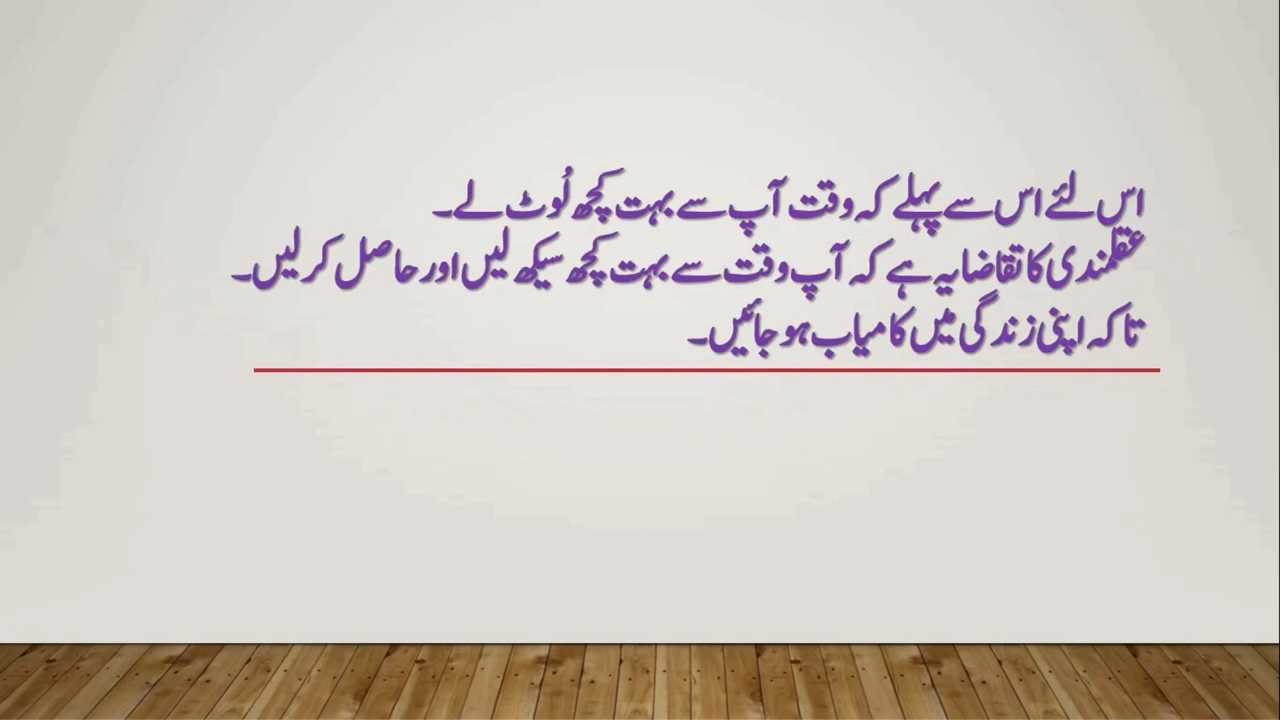 اس لئے اس سے پہلے کہ وقت آپ سے بہت کچھ لُوٹ لے۔
عقلمندی کا تقاضا یہ ہے کہ آپ وقت سے بہت کچھ سیکھ لیں اور حاصل کر لیں۔
تا کہ اپنی زندگی میں کامیاب ہو جائیں۔